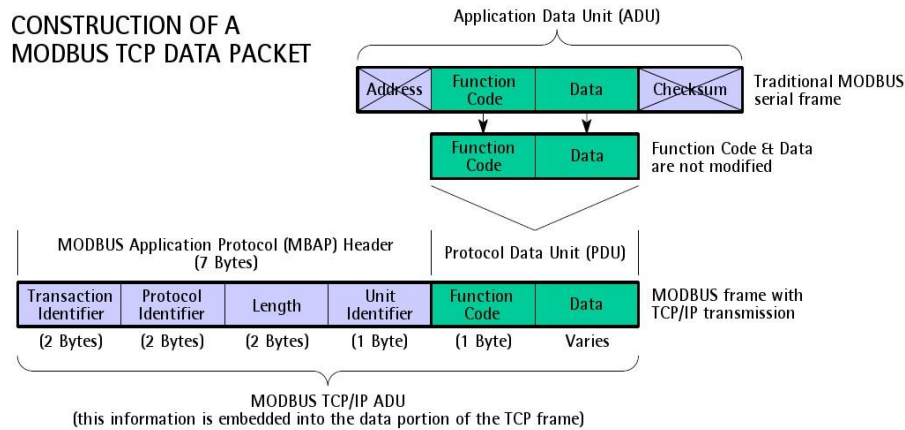 CONSTRUCTION OF A
MODBUS TCP DATA PACKET
Application Data Unit (ADU)
Address
Function
Code
Data
Checksum
Traditional MODBUS
serial frame
Function
Code
Data
Function Code & Data
are not modified
MODBUS Application Protocol (MBAP) Header
(7 Bytes)
Protocol Data Unit (PDU)
Transaction
Identifier
Protocol
Identifier
Length
Unit
Identifier
Function
Code
Data
MODBUS frame with
TCP/IP transmission
(2 Bytes)
(2 Bytes)
(2 Bytes)
(1 Byte)
(1 Byte)
Varies
MODBUS TCP/IP ADU
(this information is embedded into the data portion of the TCP frame)